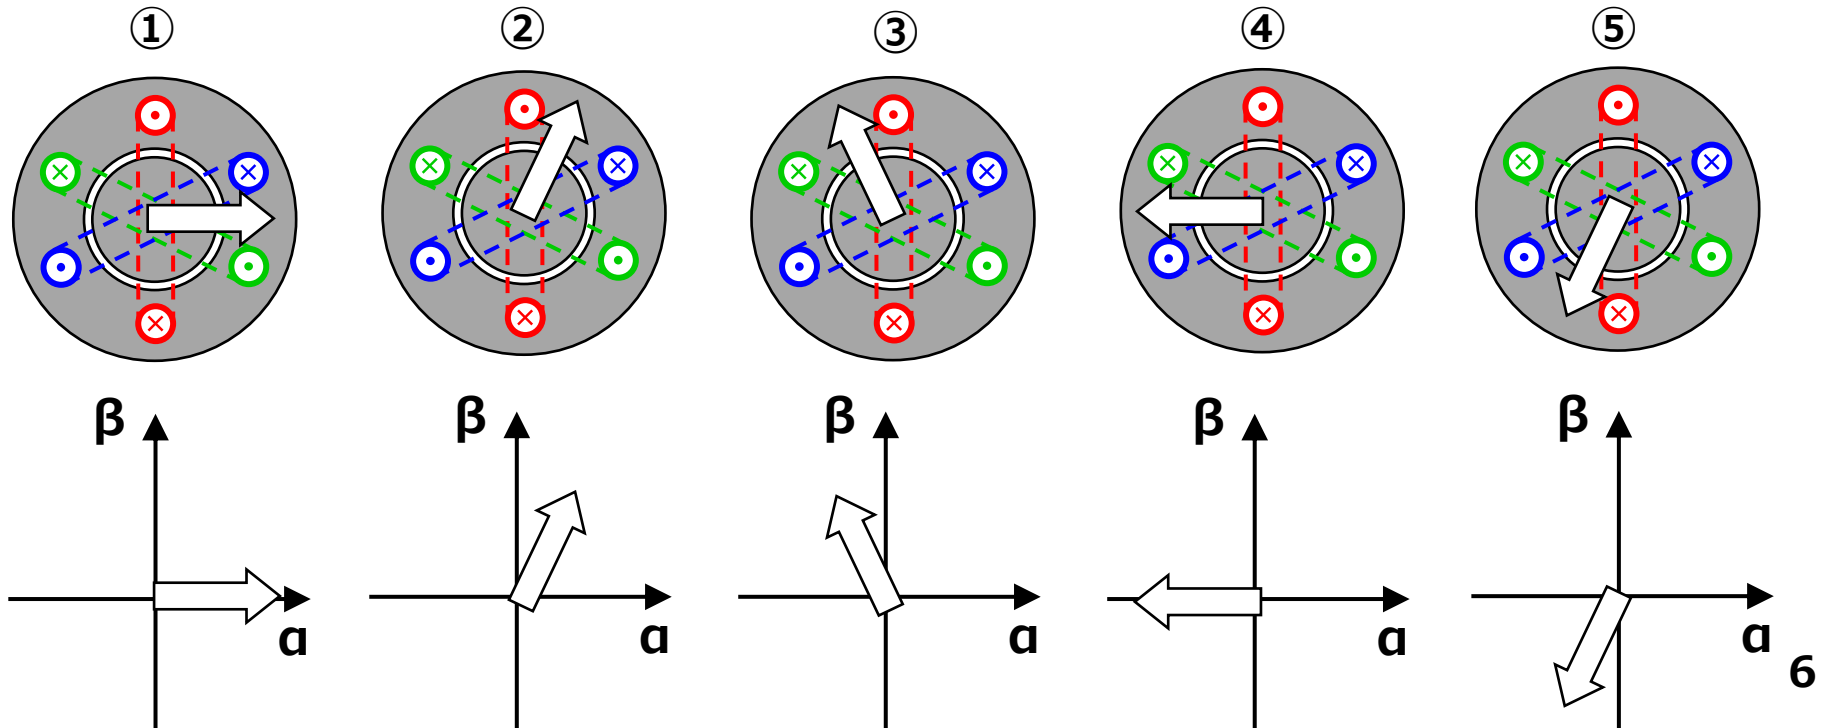 ① ② ③ ④ ⑤
β β β β β
α α α α α
6